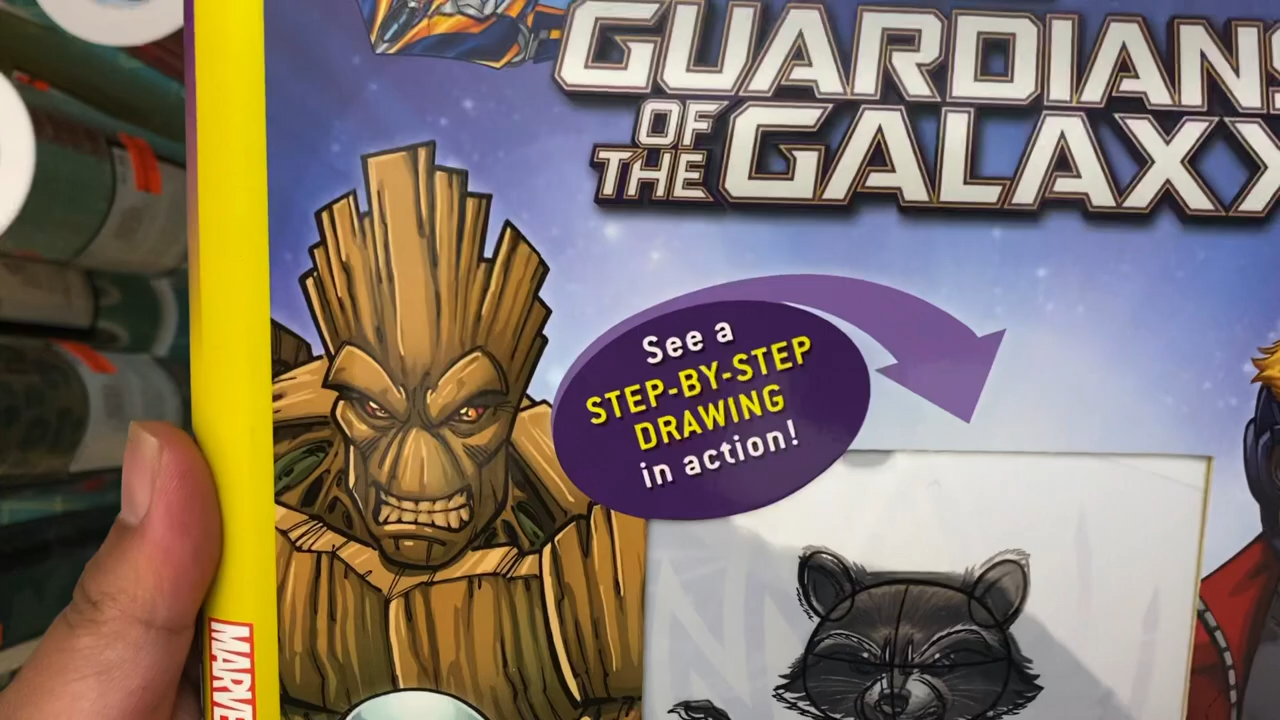 GUARDIANS
OF
THE
GALAXY
See a
STEP-BY-STEP
DRAWING
in action!
MARVEL